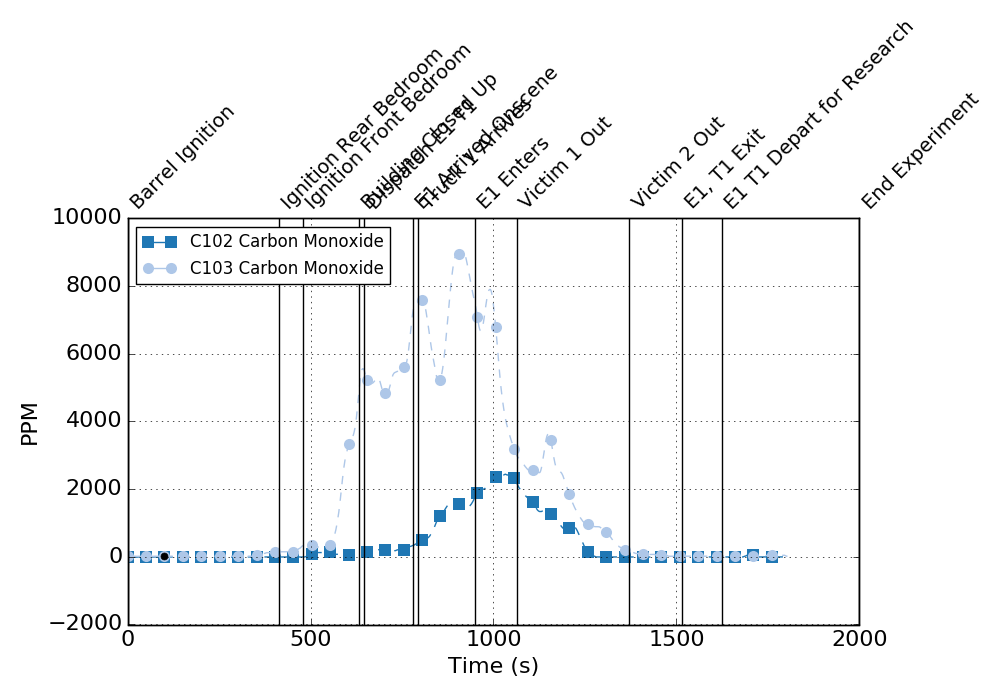 Barrel Ignition
Ignition Rear Bedroom
Ignition Front Bedroom
Building Closed Up
Dispatch E1 T1
E1 Arrived Onscene
Truck 1 Arrives
E1 Enters
Victim 1 Out
Victim 2 Out
E1, T1 Exit
E1 T1 Depart for Research
End Experiment
10000
8000
6000
4000
2000
0
−2000
PPM
C102 Carbon Monoxide
C103 Carbon Monoxide
0
500
1000
1500
2000
Time (s)